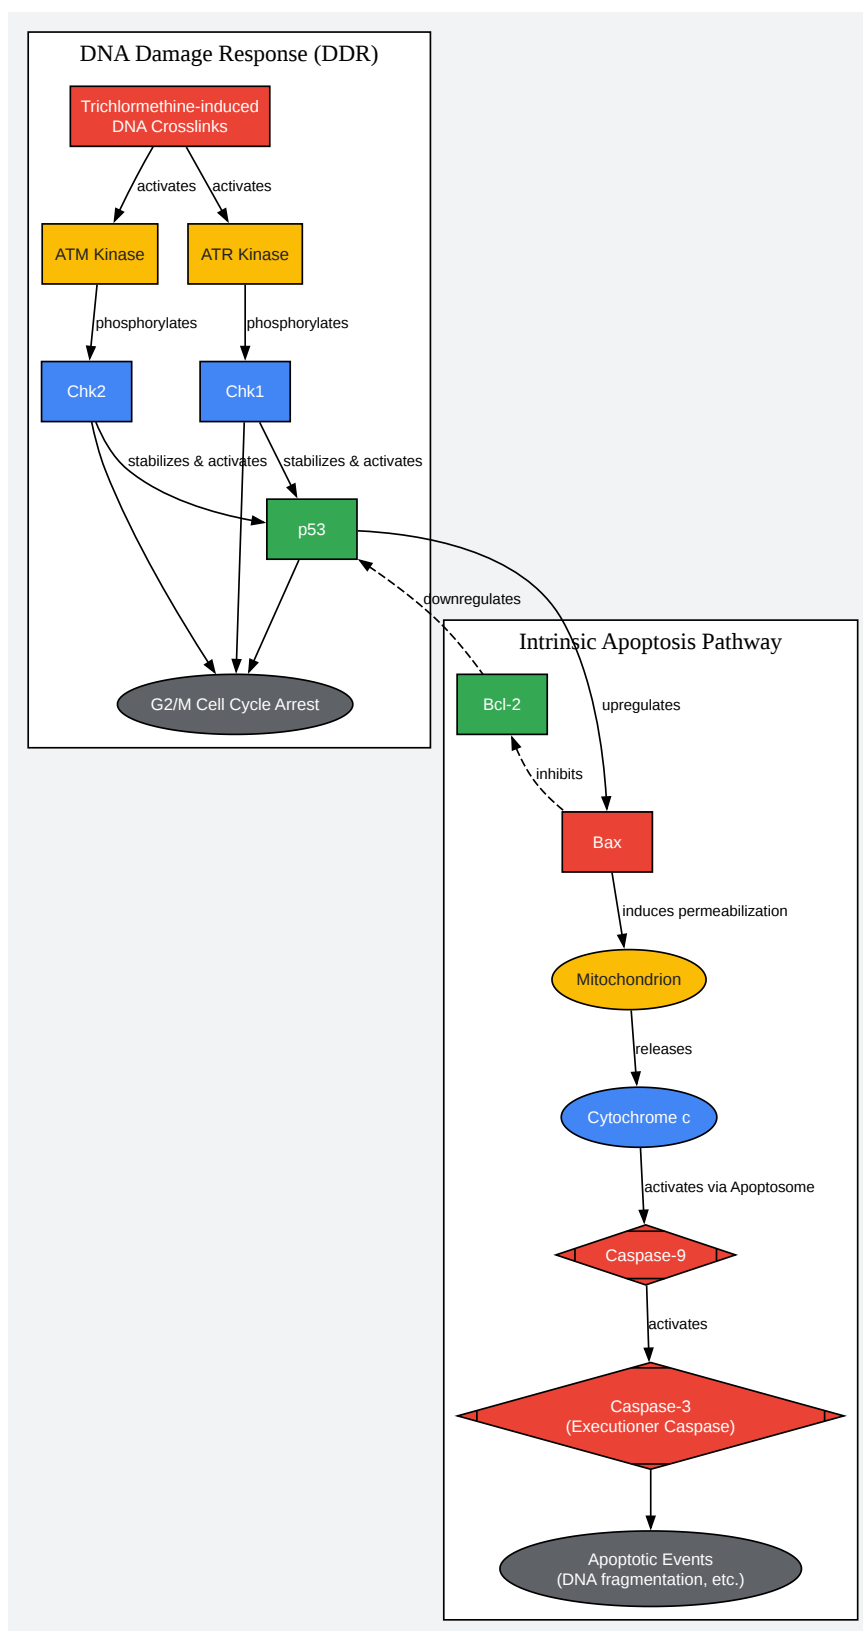 DNA Damage Response (DDR)
Trichlormethine-induced
DNA Crosslinks
activates
activates
ATM Kinase
ATR Kinase
phosphorylates
phosphorylates
Chk2
Chk1
stabilizes & activates
stabilizes & activates
p53
downregulates
Intrinsic Apoptosis Pathway
G2/M Cell Cycle Arrest
Bcl-2
upregulates
inhibits
Bax
induces permeabilization
Mitochondrion
releases
Cytochrome c
activates via Apoptosome
Caspase-9
activates
Caspase-3
(Executioner Caspase)
Apoptotic Events
(DNA fragmentation, etc.)